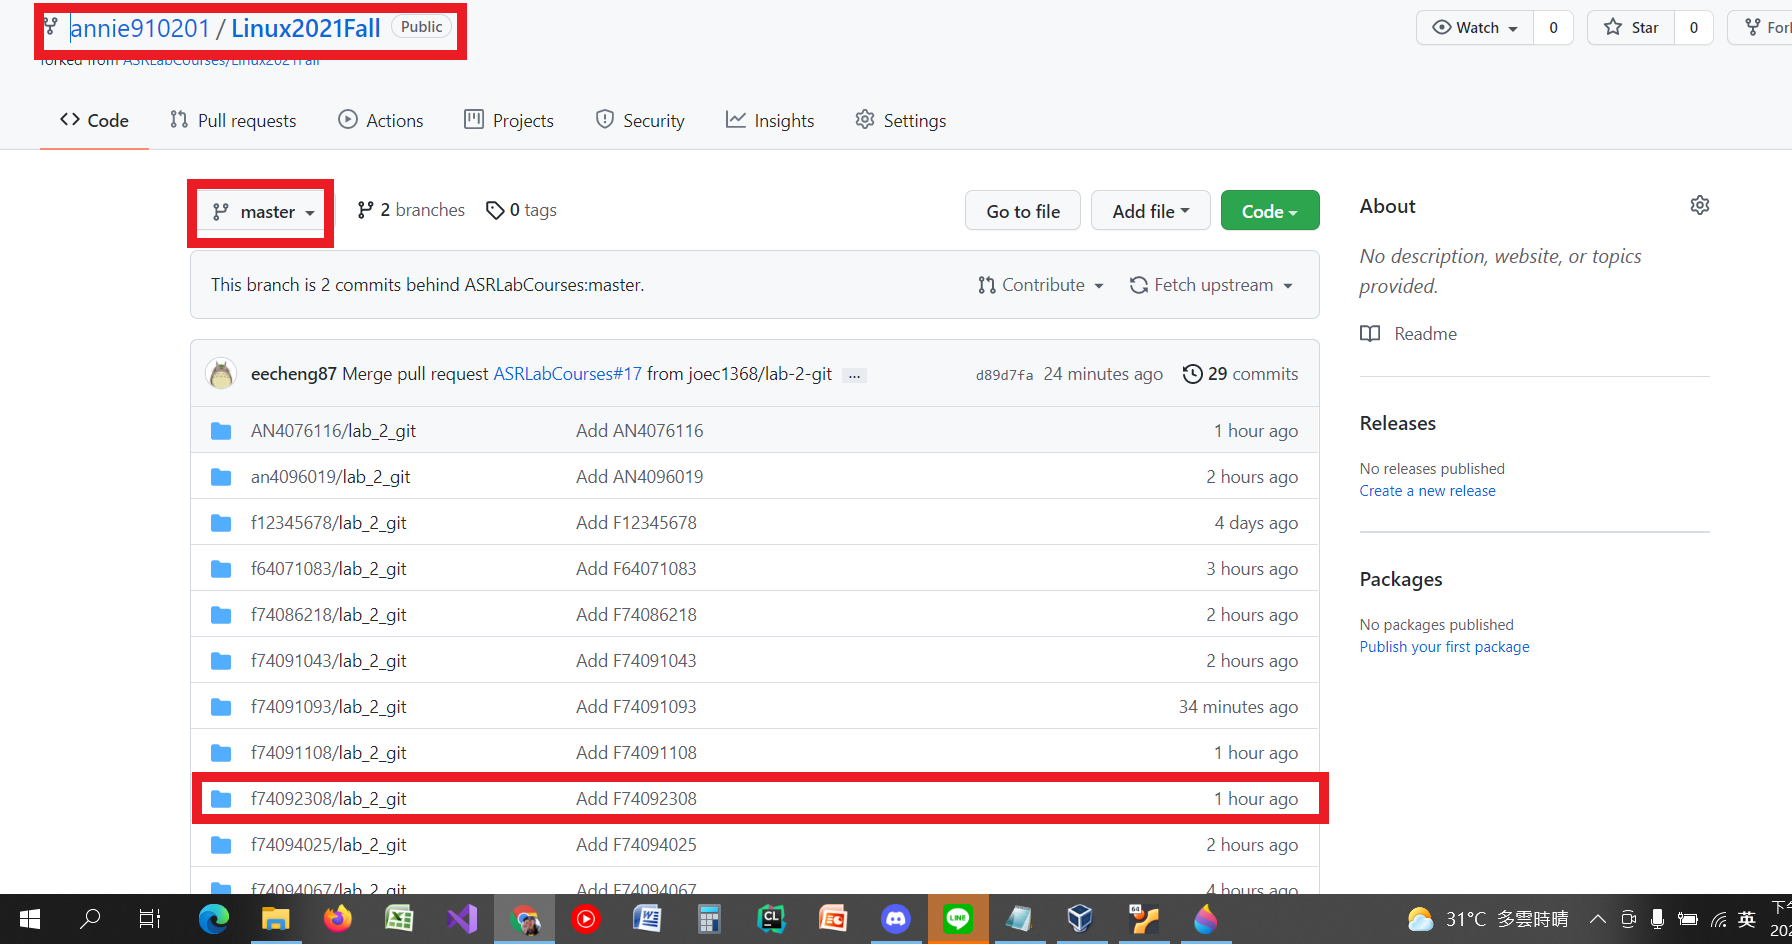 annie910201 / Linux2021Fall Public
Watch 0 Star 0
forked from ASRLabCourses/Linux2021Fall
Code Pull requests Actions Projects Security Insights Settings
master 2 branches 0 tags Go to file Add file Code
This branch is 2 commits behind ASRLabCourses:master. Contribute Fetch upstream
eecheng87 Merge pull request ASRLabCourses#17 from joec1368/lab-2-git ... d89d7fa 24 minutes ago 29 commits
AN4076116/lab_2_git Add AN4076116 1 hour ago
an4096019/lab_2_git Add AN4096019 2 hours ago
f12345678/lab_2_git Add F12345678 4 days ago
f64071083/lab_2_git Add F64071083 3 hours ago
f74086218/lab_2_git Add F74086218 2 hours ago
f74091043/lab_2_git Add F74091043 2 hours ago
f74091093/lab_2_git Add F74091093 34 minutes ago
f74091108/lab_2_git Add F74091108 1 hour ago
f74092308/lab_2_git Add F74092308 1 hour ago
f74094025/lab_2_git Add F74094025 2 hours ago
f74094067/lab_2_git Add F74094067 4 hours ago
About
No description, website, or topics
provided.
Readme
Releases
No releases published
Create a new release
Packages
No packages published
Publish your first package
CL LINE 64 31°C 多雲時晴 英